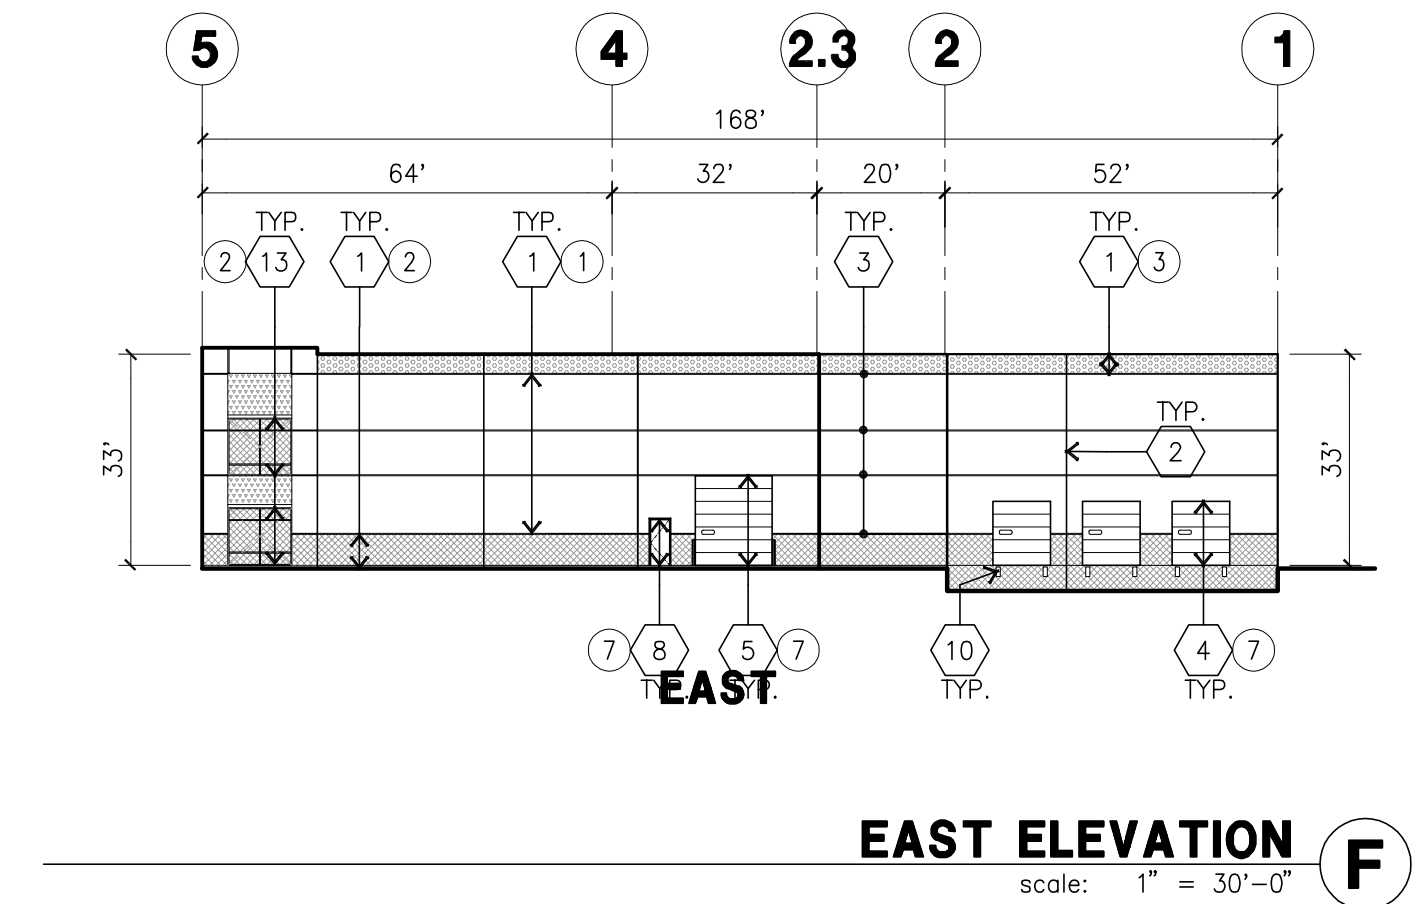 5 4 2.3 2 1
168'
64' 32' 20' 52'
TYP. TYP. TYP. TYP. TYP.
2 13 1 2 1 1 3 1 3
TYP.
2
33' 33'
7 8 5 7 10 4 7
TYP. TYP. TYP. TYP.
EAST
EAST ELEVATION
F
scale: 1" = 30'-0"